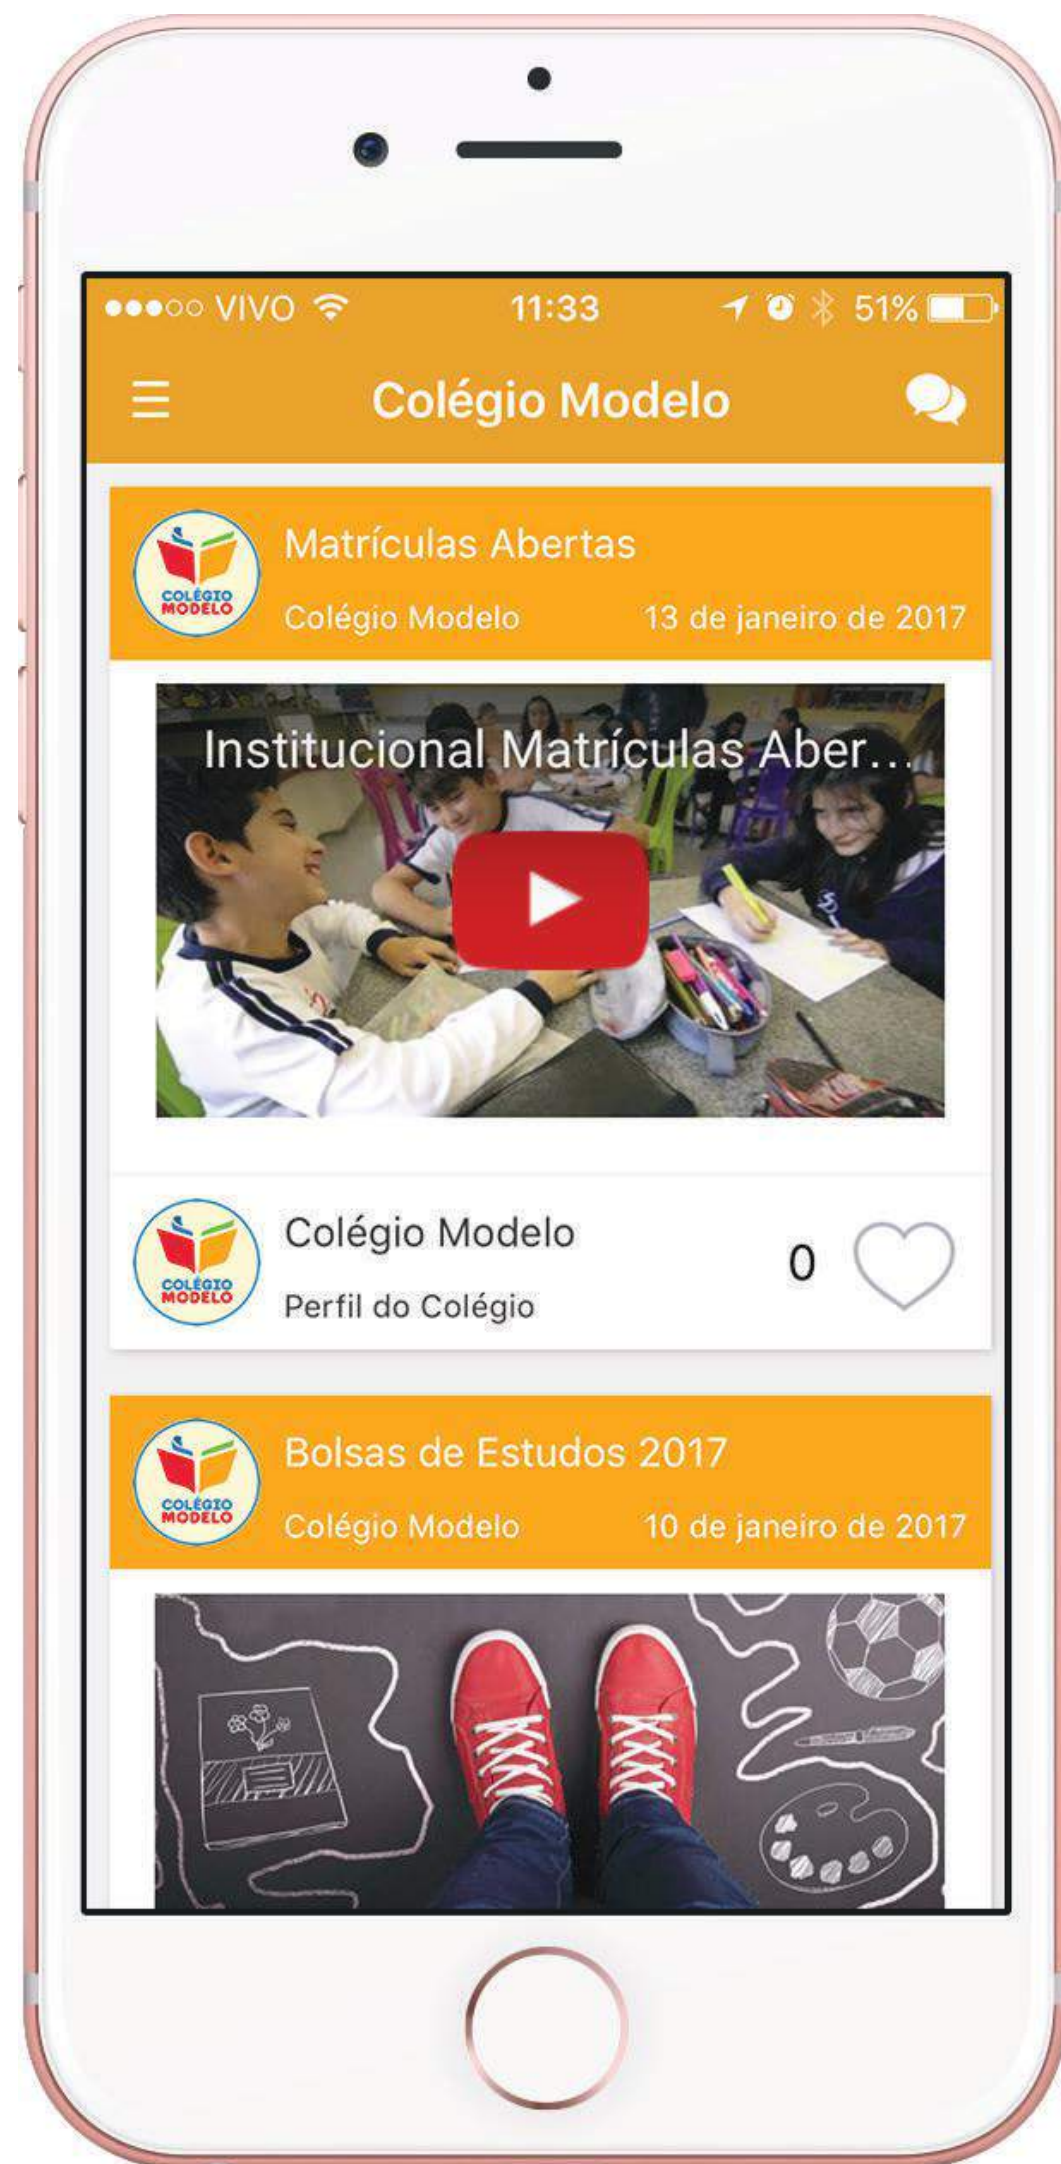 VIVO 11:33 51%
Colégio Modelo
Matrículas Abertas
COLÉGIO
MODELO
Colégio Modelo 13 de janeiro de 2017
Institucional Matrículas Aber...
COLÉGIO
MODELO
Colégio Modelo
0
Perfil do Colégio
COLÉGIO
MODELO
Bolsas de Estudos 2017
Colégio Modelo 10 de janeiro de 2017